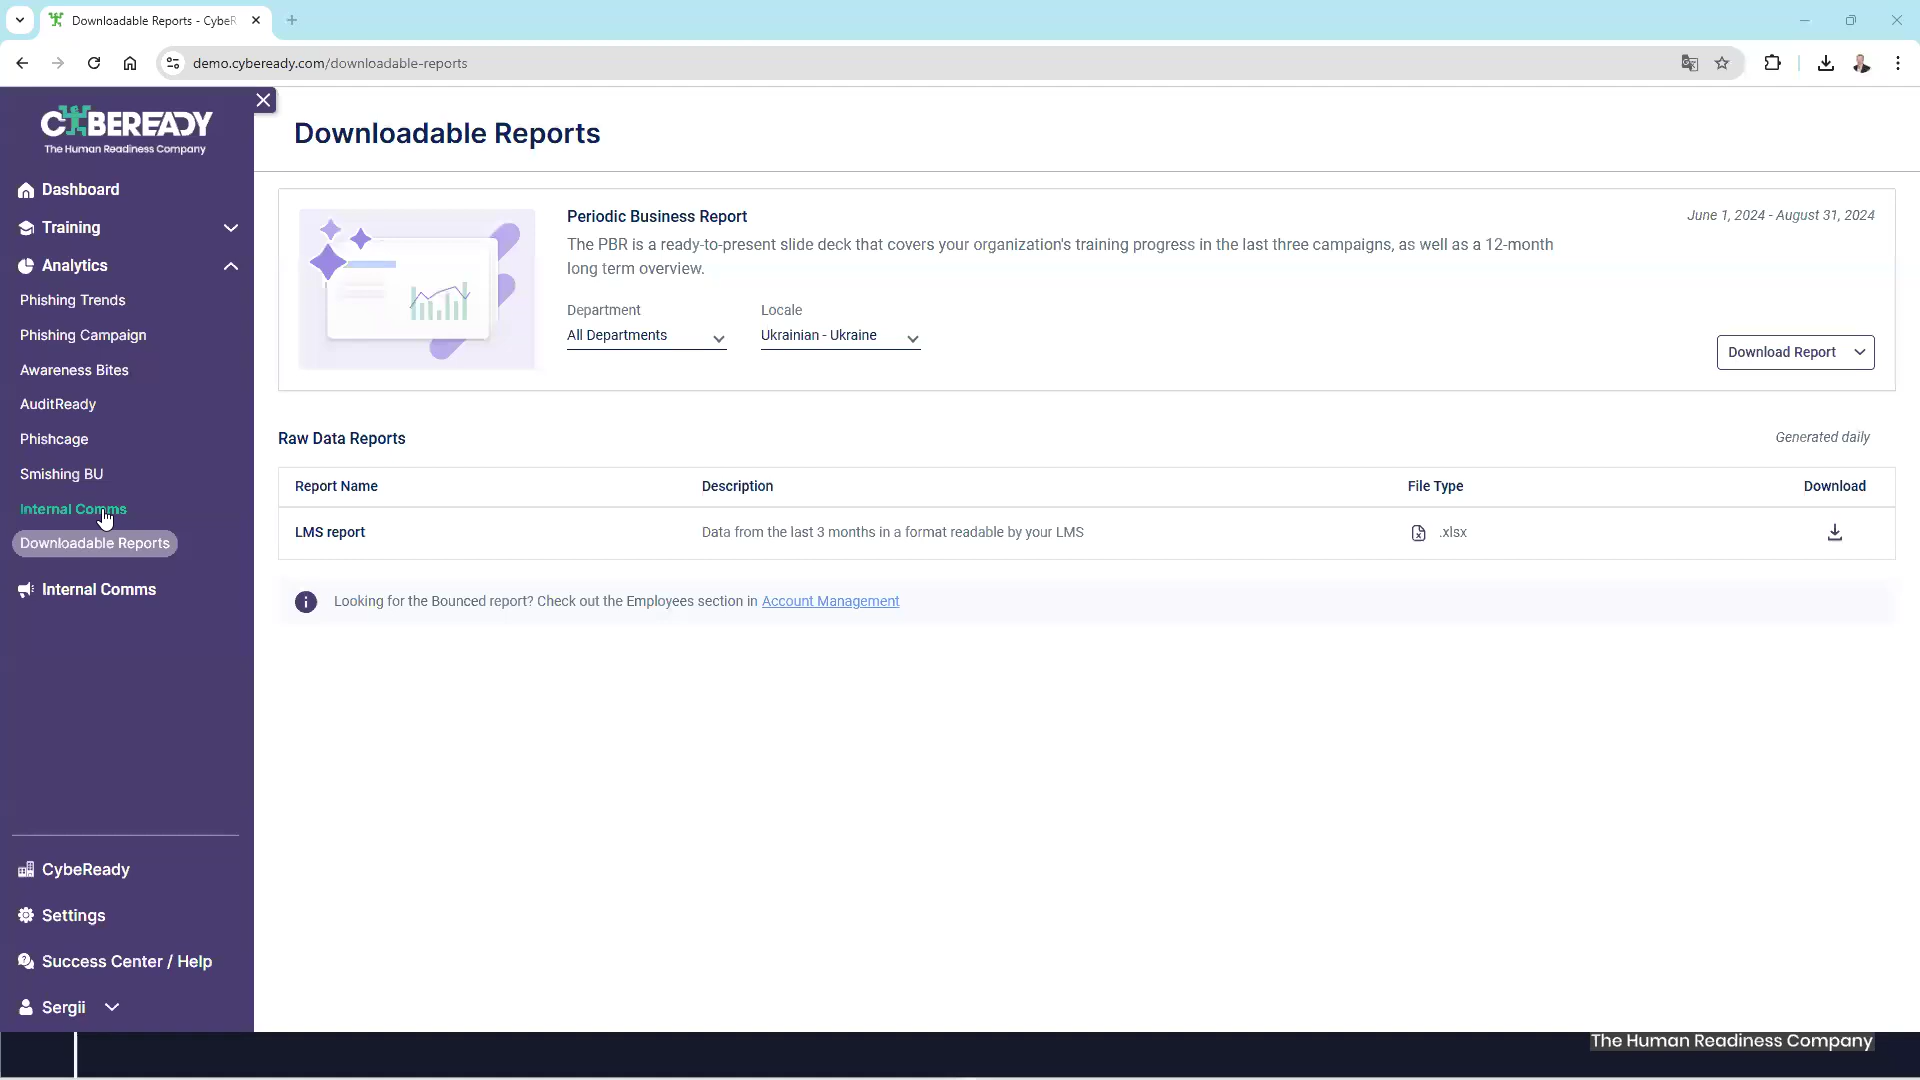 Downloadable Reports - CybeR
demo.cybeready.com/downloadable-reports
CYBEREADY
The Human Readiness Company
Dashboard
Training
Analytics
Phishing Trends
Phishing Campaign
Awareness Bites
AuditReady
Phishcage
Smishing BU
Internal Comms
Downloadable Reports
Internal Comms
CybeReady
Settings
Success Center / Help
Sergii
Downloadable Reports
Periodic Business Report
June 1, 2024 - August 31, 2024
The PBR is a ready-to-present slide deck that covers your organization's training progress in the last three campaigns, as well as a 12-month
long term overview.
Department
Locale
All Departments
Ukrainian - Ukraine
Download Report
Raw Data Reports
Generated daily
Report Name
Description
File Type
Download
LMS report
Data from the last 3 months in a format readable by your LMS
.xlsx
Looking for the Bounced report? Check out the Employees section in Account Management
The Human Readiness Company